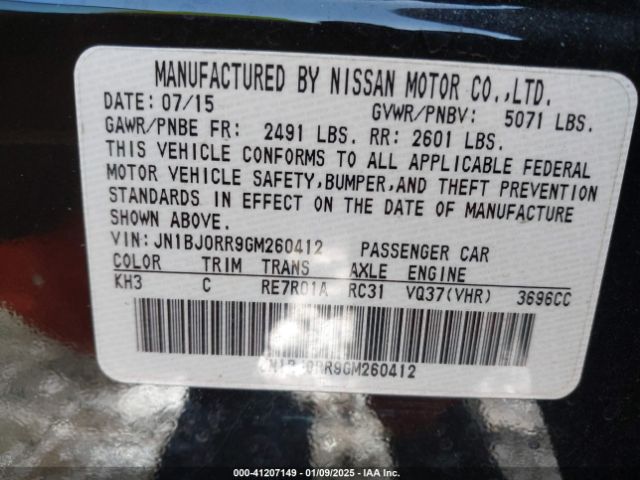 MANUFACTURED BY NISSAN MOTOR CO.,LTD.
DATE: 07/15 GVWR/PNBV: 5071 LBS.
GAWR/PNBE FR: 2491 LBS. RR: 2601 LBS.
THIS VEHICLE CONFORMS TO ALL APPLICABLE FEDERAL
MOTOR VEHICLE SAFETY,BUMPER,AND THEFT PREVENTION
STANDARDS IN EFFECT ON THE DATE OF MANUFACTURE
SHOWN ABOVE.
VIN:JN1BJ0RR9GM260412 PASSENGER CAR
COLOR TRIM TRANS AXLE ENGINE
KH3 C RE7R01A RC31 VQ37(VHR) 3696CC
JN1BJ0RR9GM260412
000-41207149 - 01/09/2025 - IAA Inc.